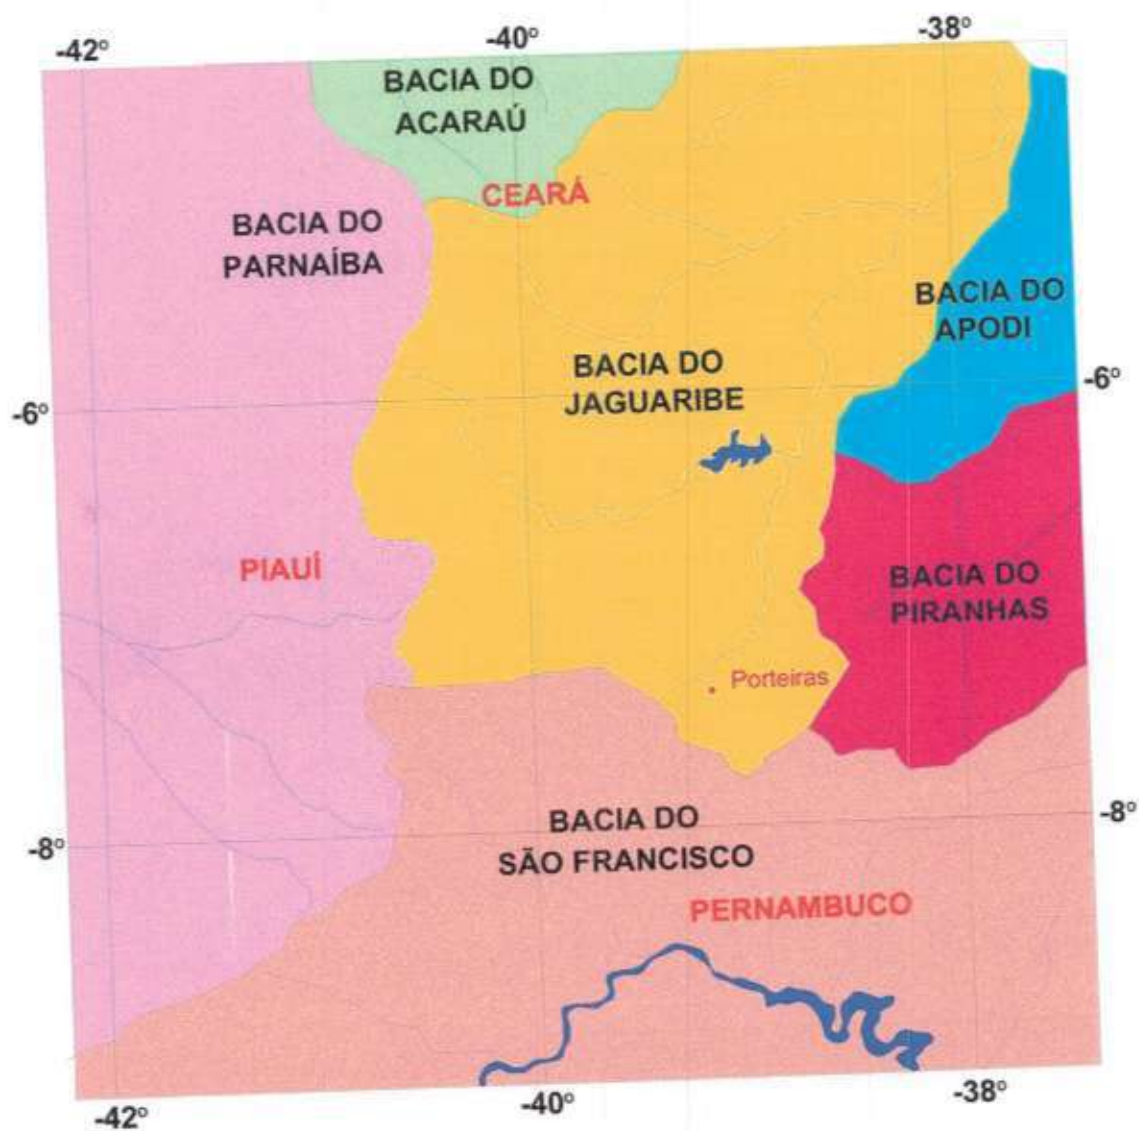 -42°
-40°
-38°
BACIA DO
ACARAÚ
CEARÁ
BACIA DO
PARNAÍBA
BACIA DO
APODI
BACIA DO
JAGUARIBE
-6°
-6°
PIAUÍ
BACIA DO
PIRANHAS
Porteiras
-8°
-8°
BACIA DO
SÃO FRANCISCO
PERNAMBUCO
-42°
-40°
-38°